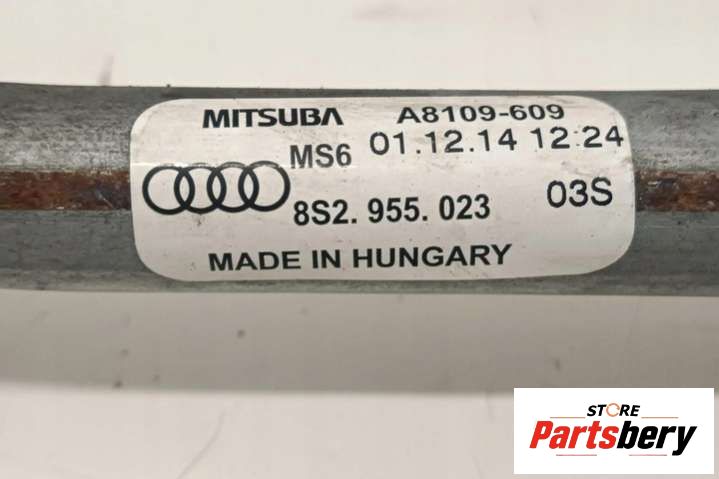 MITSUBA A8109-609
MS6 01.12.14 12:24
8S2. 955. 023 03S
MADE IN HUNGARY
STORE
Partsbery